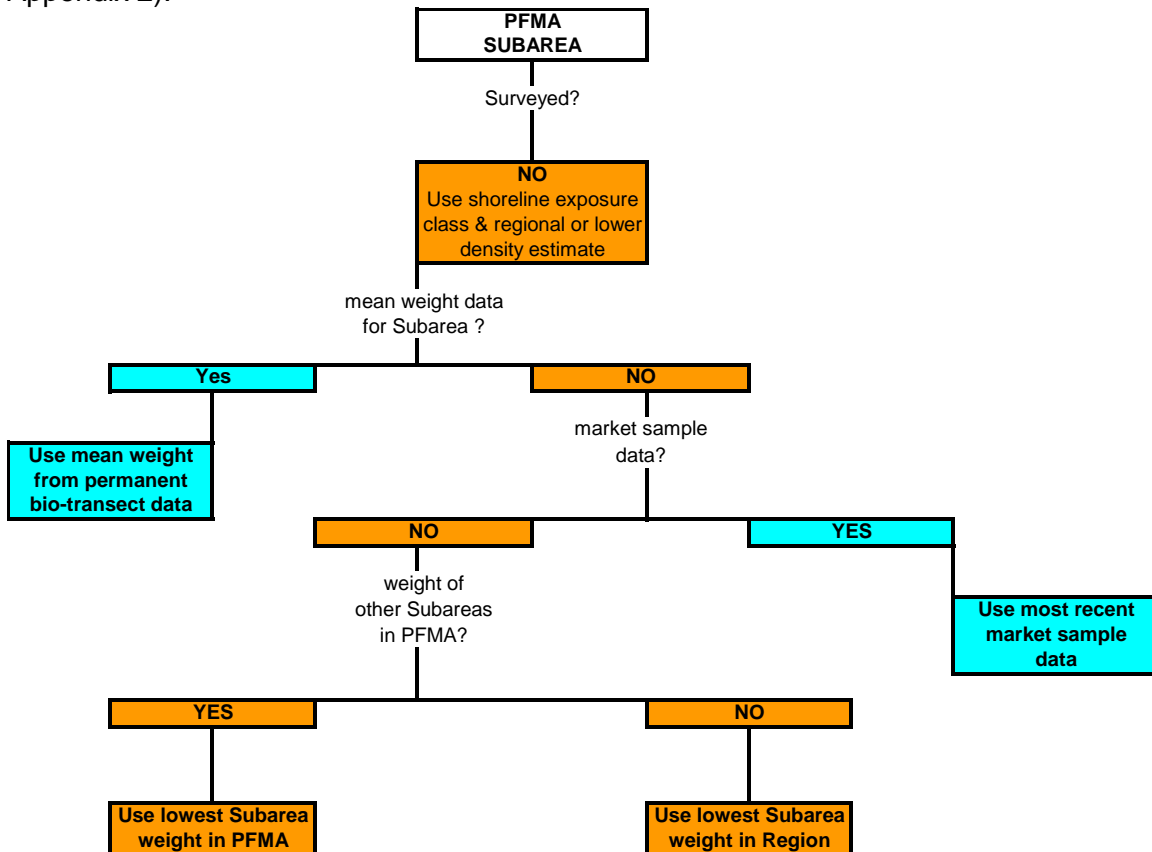 Appendix 2).
PFMA
SUBAREA
Surveyed?
NO
Use shoreline exposure
class & regional or lower
density estimate
mean weight data
for Subarea ?
Yes
NO
Use mean weight
from permanent
bio-transect data
market sample
data?
NO
YES
weight of
other Subareas
in PFMA?
Use most recent
market sample
data
YES
NO
Use lowest Subarea
weight in PFMA
Use lowest Subarea
weight in Region